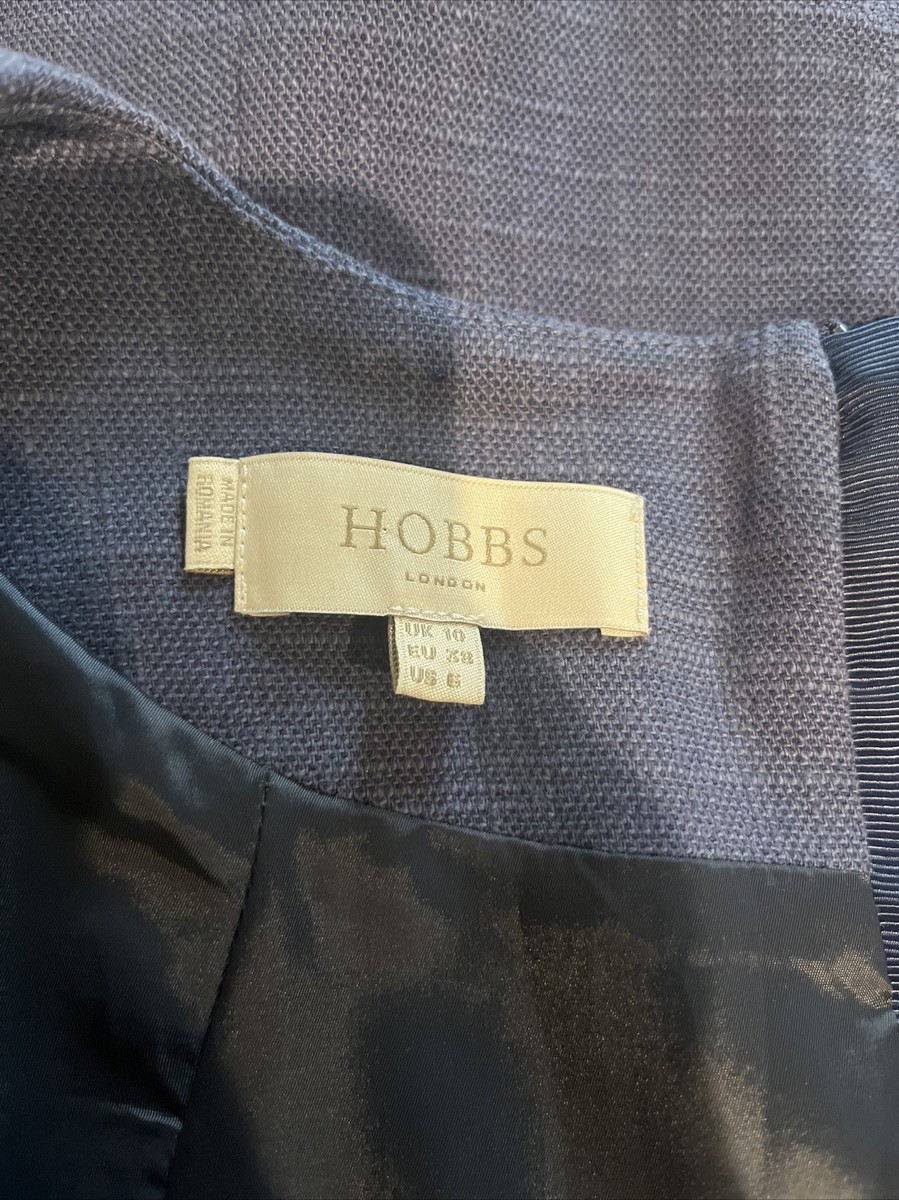 HOBBS
LONDON
UK 10
EU 38
US 6
MADE IN
ROMANIA